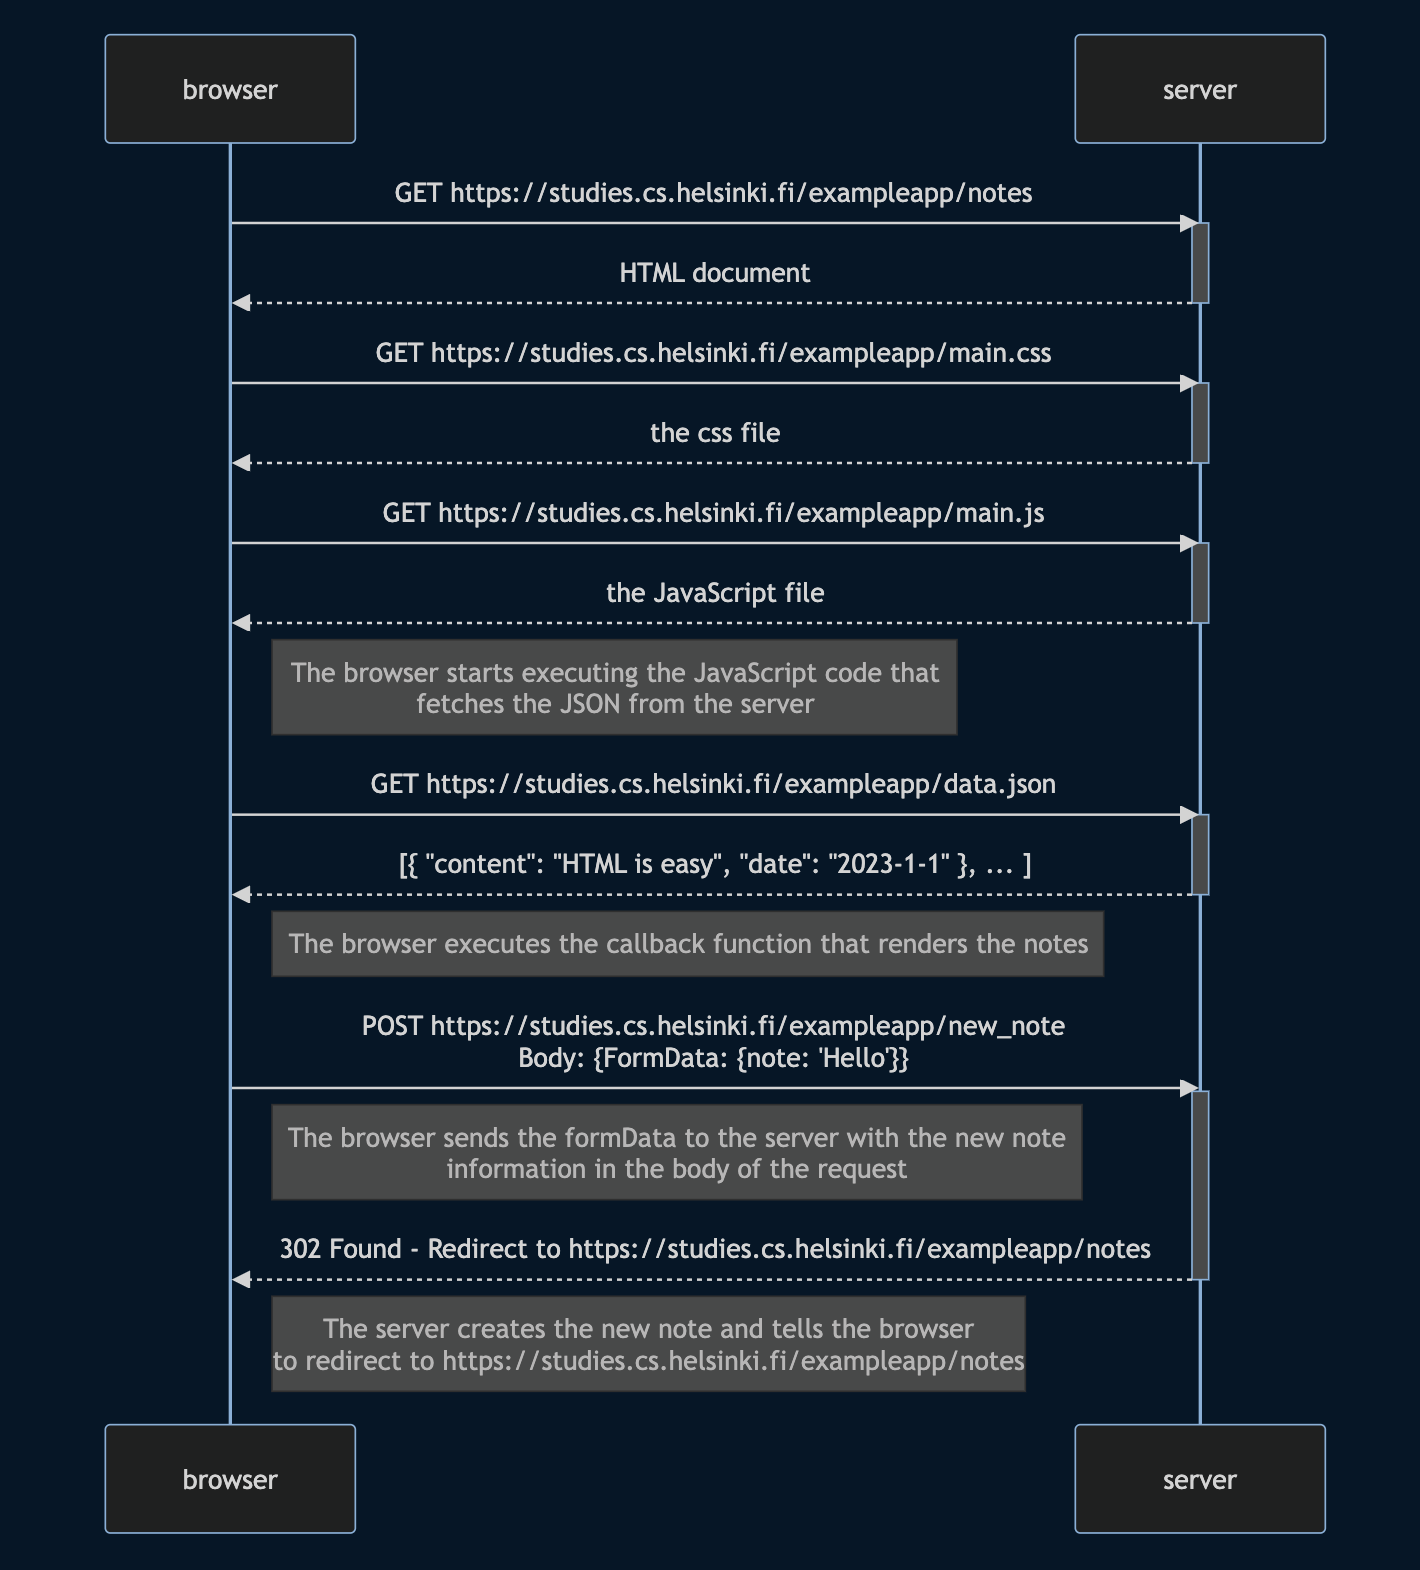 browser
server
GET https://studies.cs.helsinki.fi/exampleapp/notes
HTML document
GET https://studies.cs.helsinki.fi/exampleapp/main.css
the css file
GET https://studies.cs.helsinki.fi/exampleapp/main.js
the JavaScript file
The browser starts executing the JavaScript code that
fetches the JSON from the server
GET https://studies.cs.helsinki.fi/exampleapp/data.json
[{ "content": "HTML is easy", "date": "2023-1-1" }, ... ]
The browser executes the callback function that renders the notes
POST https://studies.cs.helsinki.fi/exampleapp/new_note
Body: {FormData: {note: 'Hello'}}
The browser sends the formData to the server with the new note
information in the body of the request
302 Found - Redirect to https://studies.cs.helsinki.fi/exampleapp/notes
The server creates the new note and tells the browser
to redirect to https://studies.cs.helsinki.fi/exampleapp/notes
browser
server